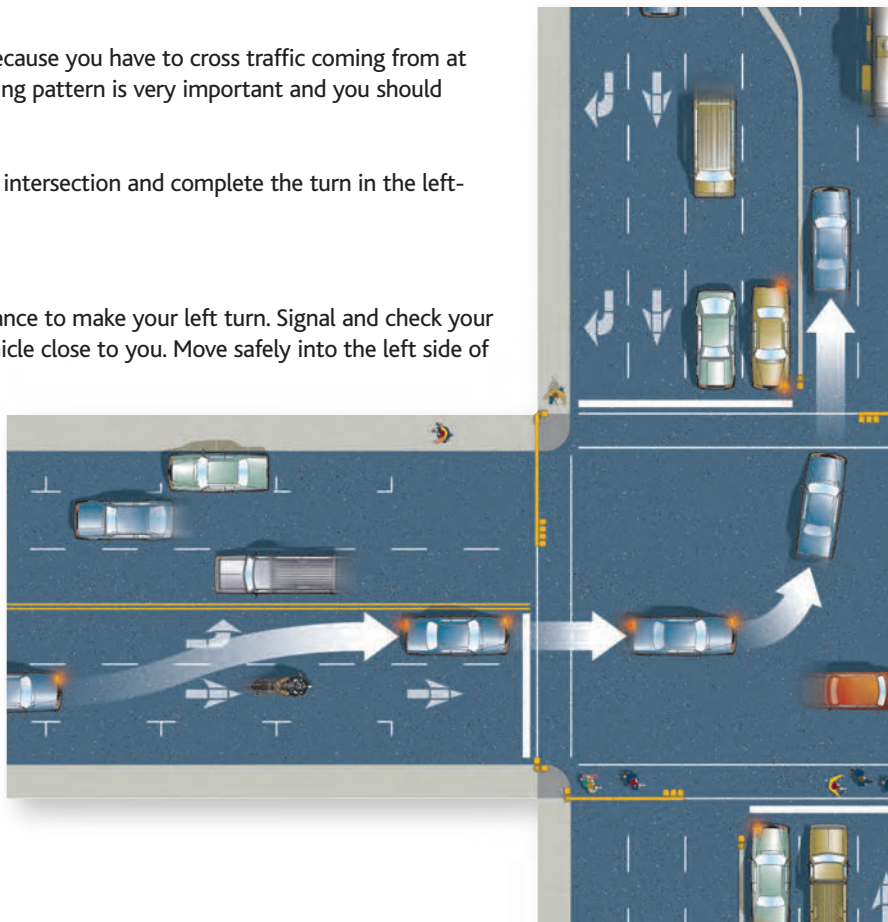 ecause you have to cross traffic coming from at
ing pattern is very important and you should
intersection and complete the turn in the left-
ance to make your left turn. Signal and check your
hicle close to you. Move safely into the left side of